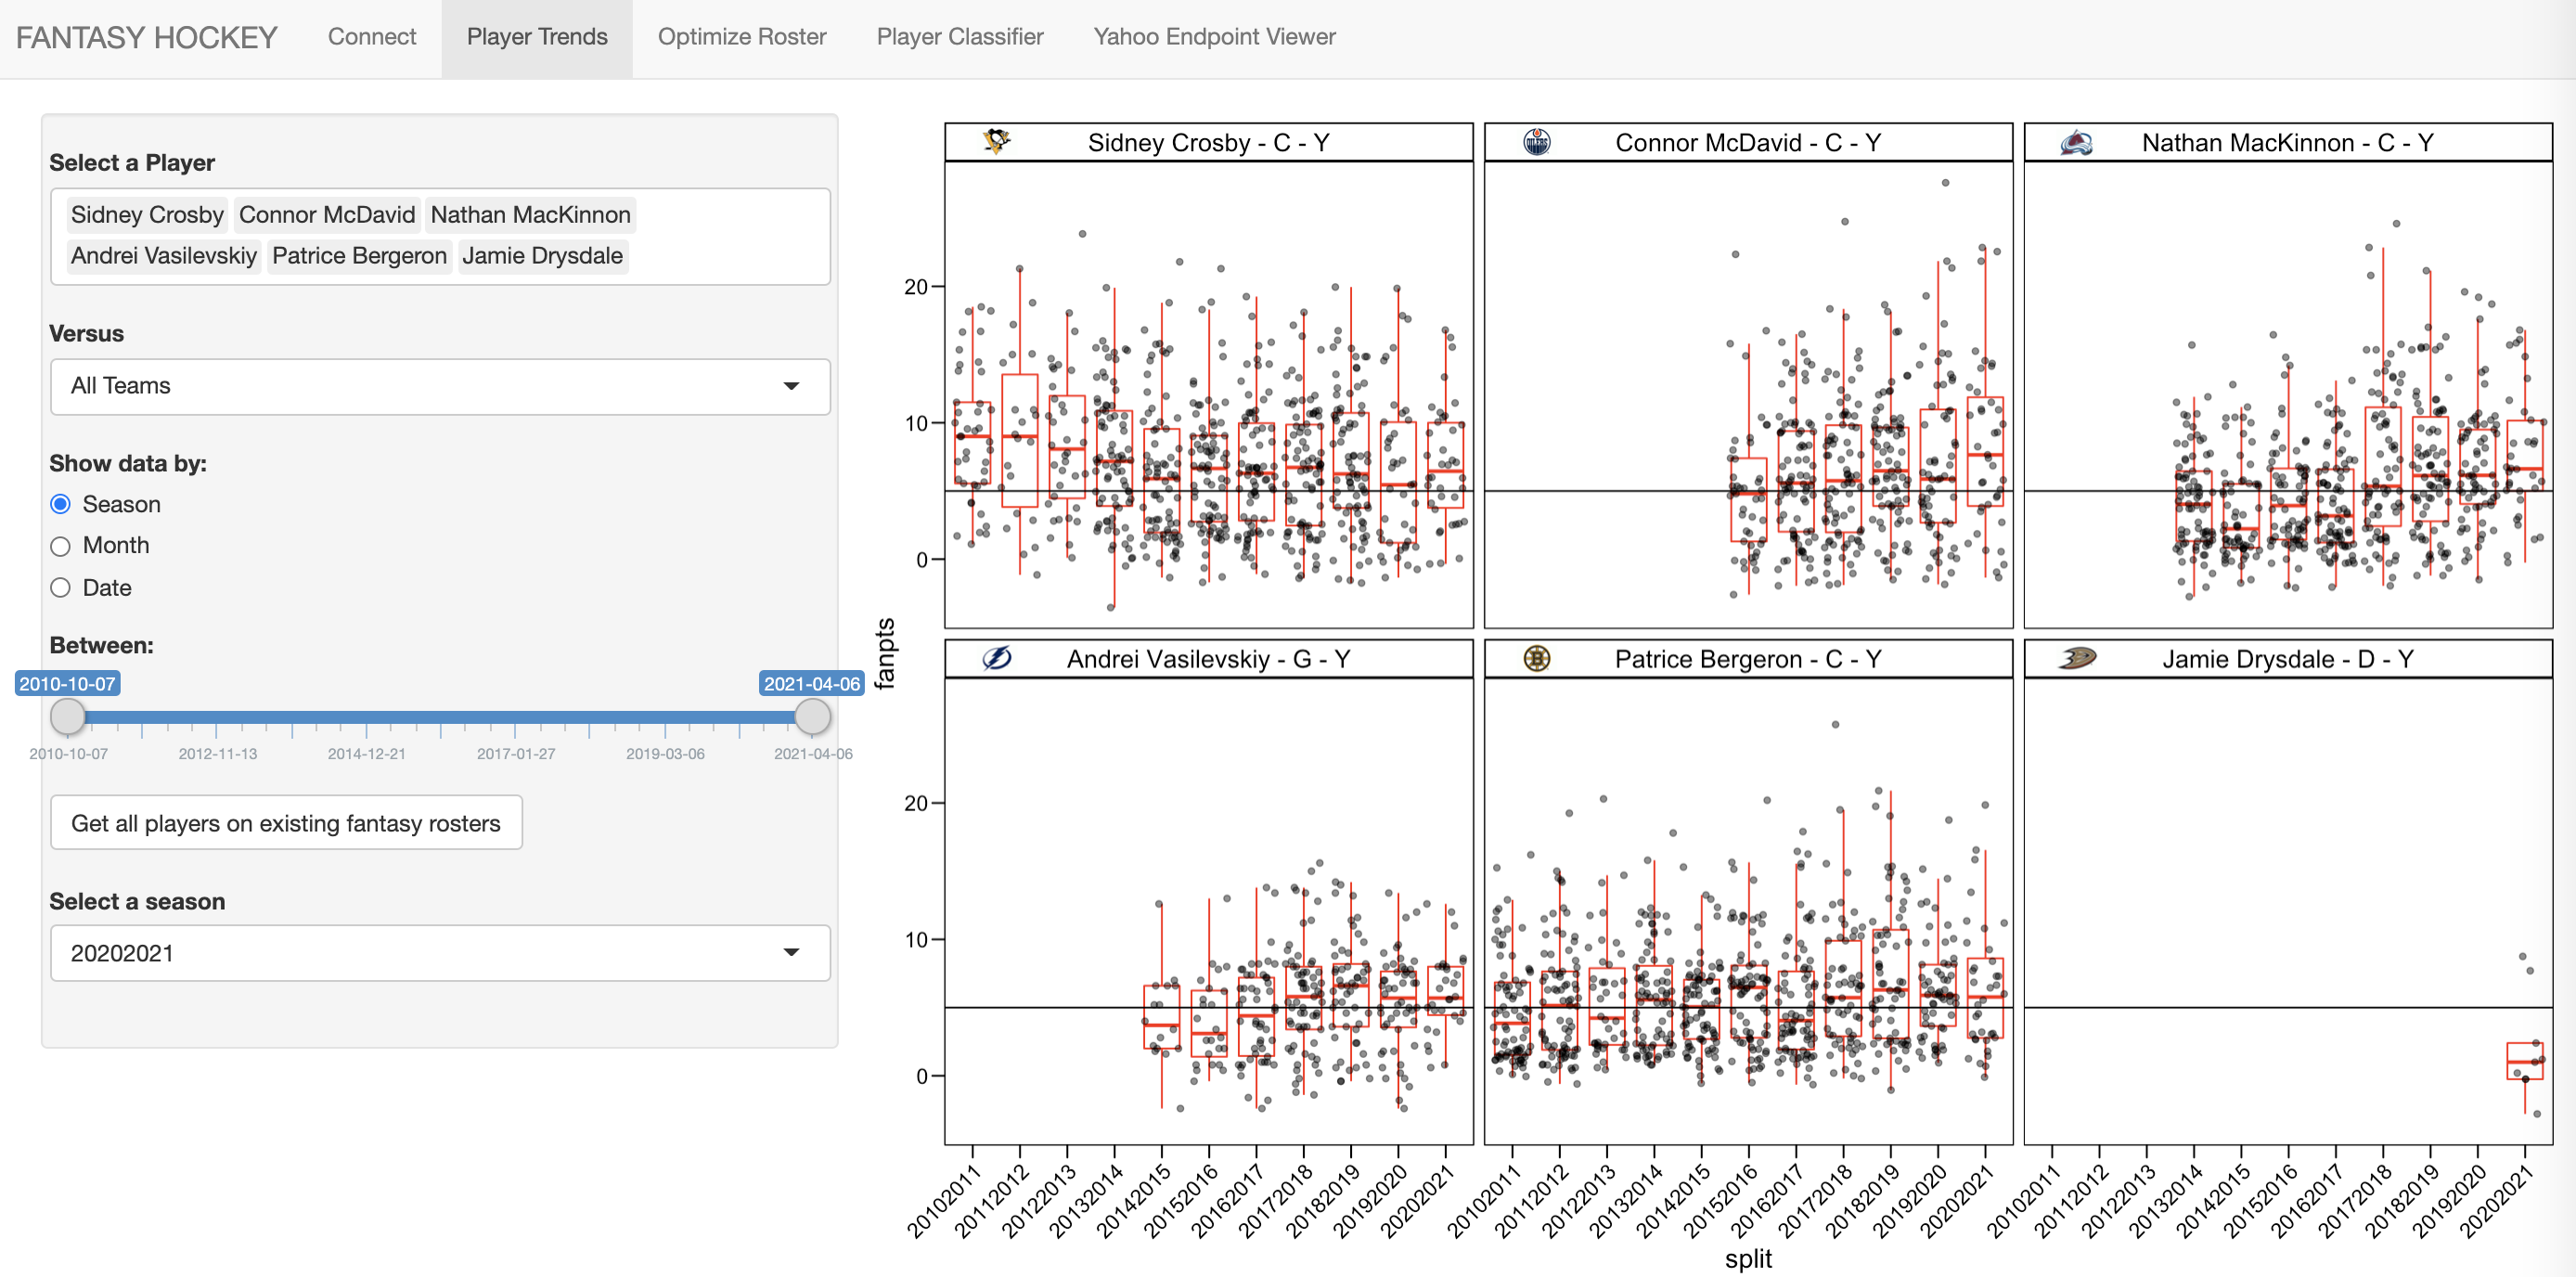 FANTASY HOCKEY Connect Player Trends Optimize Roster Player Classifier Yahoo Endpoint Viewer
Select a Player
Sidney Crosby Connor McDavid Nathan MacKinnon
Andrei Vasilevskiy Patrice Bergeron Jamie Drysdale
Versus
All Teams
Show data by:
Season
Month
Date
Between:
2010-10-07 2021-04-06
2010-10-07 2012-11-13 2014-12-21 2017-01-27 2019-03-06 2021-04-06
Get all players on existing fantasy rosters
Select a season
20202021
Sidney Crosby - C - Y
OILERS
Connor McDavid - C - Y
Nathan MacKinnon - C - Y
20
10
0
fanpts
Andrei Vasilevskiy - G - Y
B
Patrice Bergeron - C - Y
Jamie Drysdale - D - Y
20
10
0
20102011 20112012 20122013 20132014 20142015 20152016 20162017 20172018 20182019 20192020 20202021
20102011 20112012 20122013 20132014 20142015 20152016 20162017 20172018 20182019 20192020 20202021
20102011 20112012 20122013 20132014 20142015 20152016 20162017 20172018 20182019 20192020 20202021
split